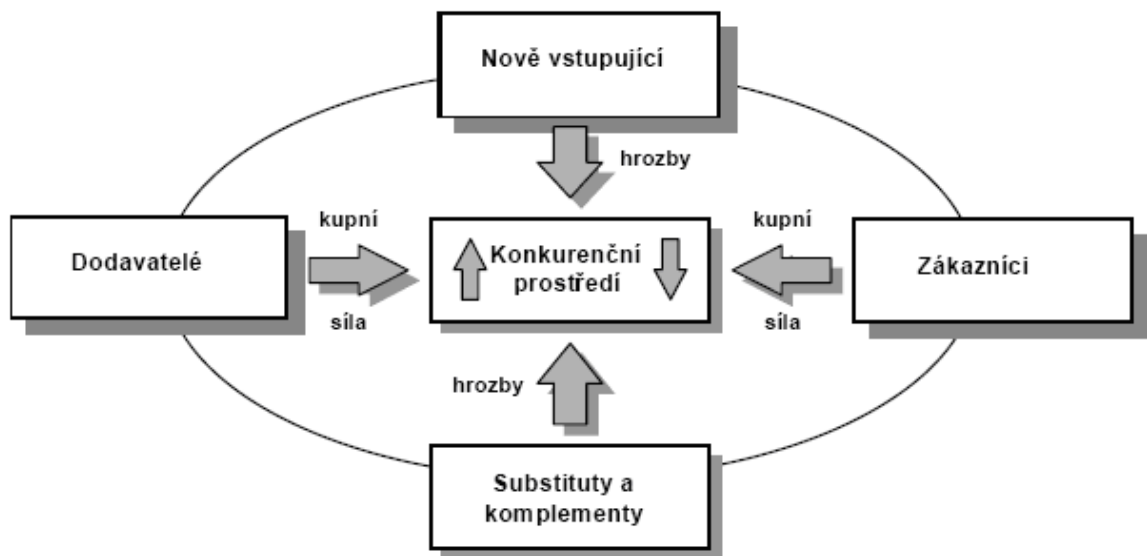 Nově vstupující
hrozby
kupní
kupní
Dodavatelé
Konkurenční
prostředí
Zákazníci
síla
síla
hrozby
Substituty a
komplementy